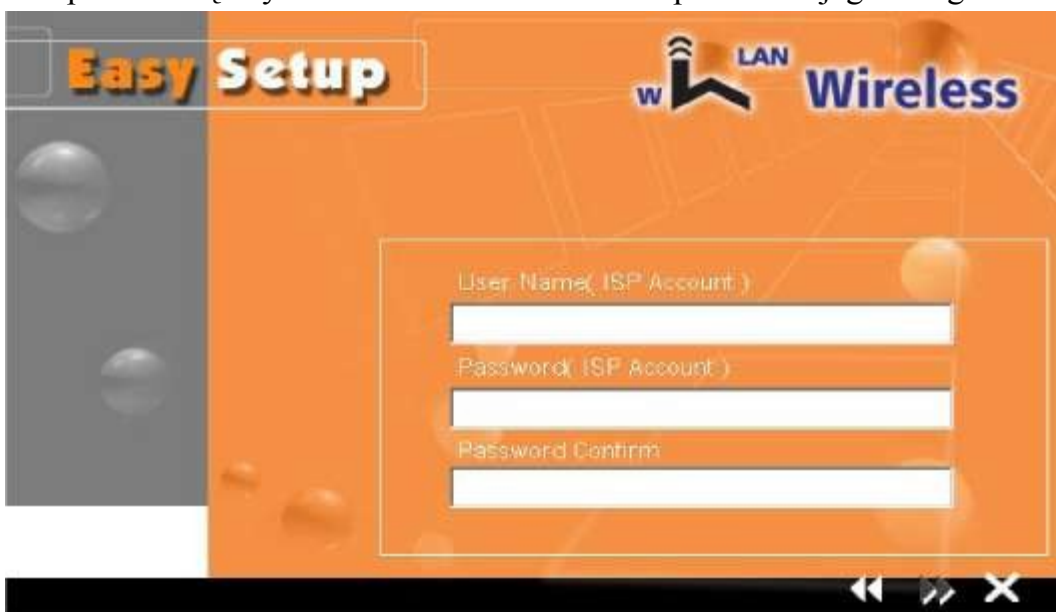 Easy Setup
W LAN Wireless
User Name( ISP Account )
Password( ISP Account )
Password Confirm